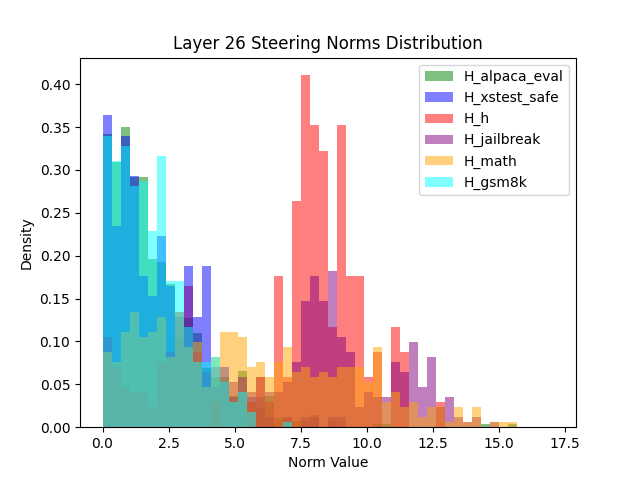 Layer 26 Steering Norms Distribution
H_alpaca_eval
H_xstest_safe
H_h
H_jailbreak
H_math
H_gsm8k
Density
0.40
0.35
0.30
0.25
0.20
0.15
0.10
0.05
0.00
0.0 2.5 5.0 7.5 10.0 12.5 15.0 17.5
Norm Value